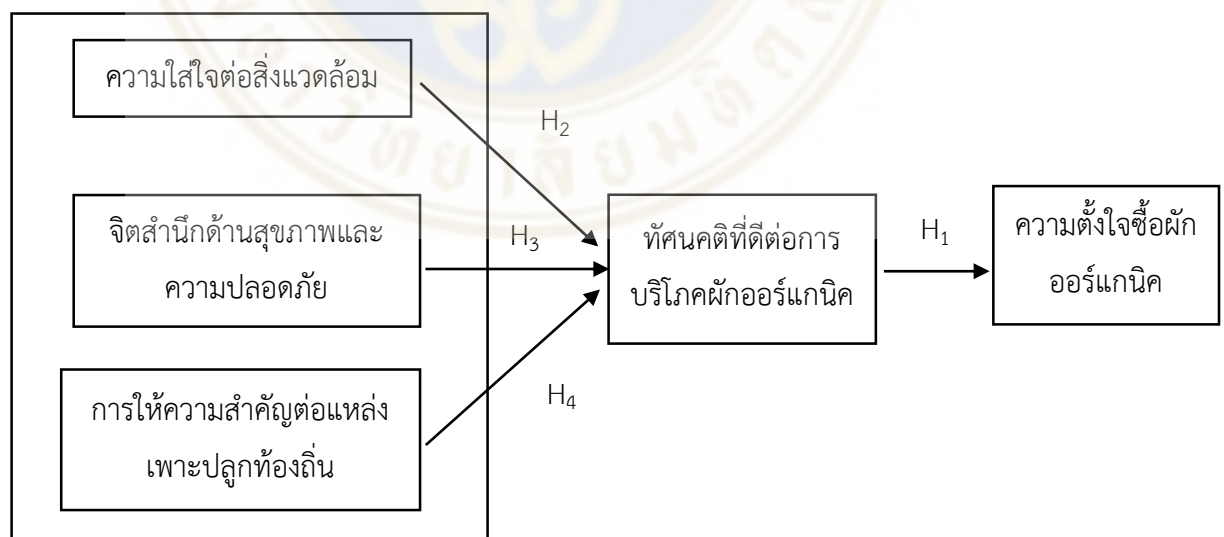 ความใส่ใจต่อสิ่งแวดล้อม
H₂
จิตสำนึกด้านสุขภาพและ
ความปลอดภัย
H₃
ทัศนคติที่ดีต่อการ
บริโภคผักออร์แกนิค
H₁
ความตั้งใจซื้อผัก
ออร์แกนิค
การให้ความสำคัญต่อแหล่ง
เพาะปลูกท้องถิ่น
H₄